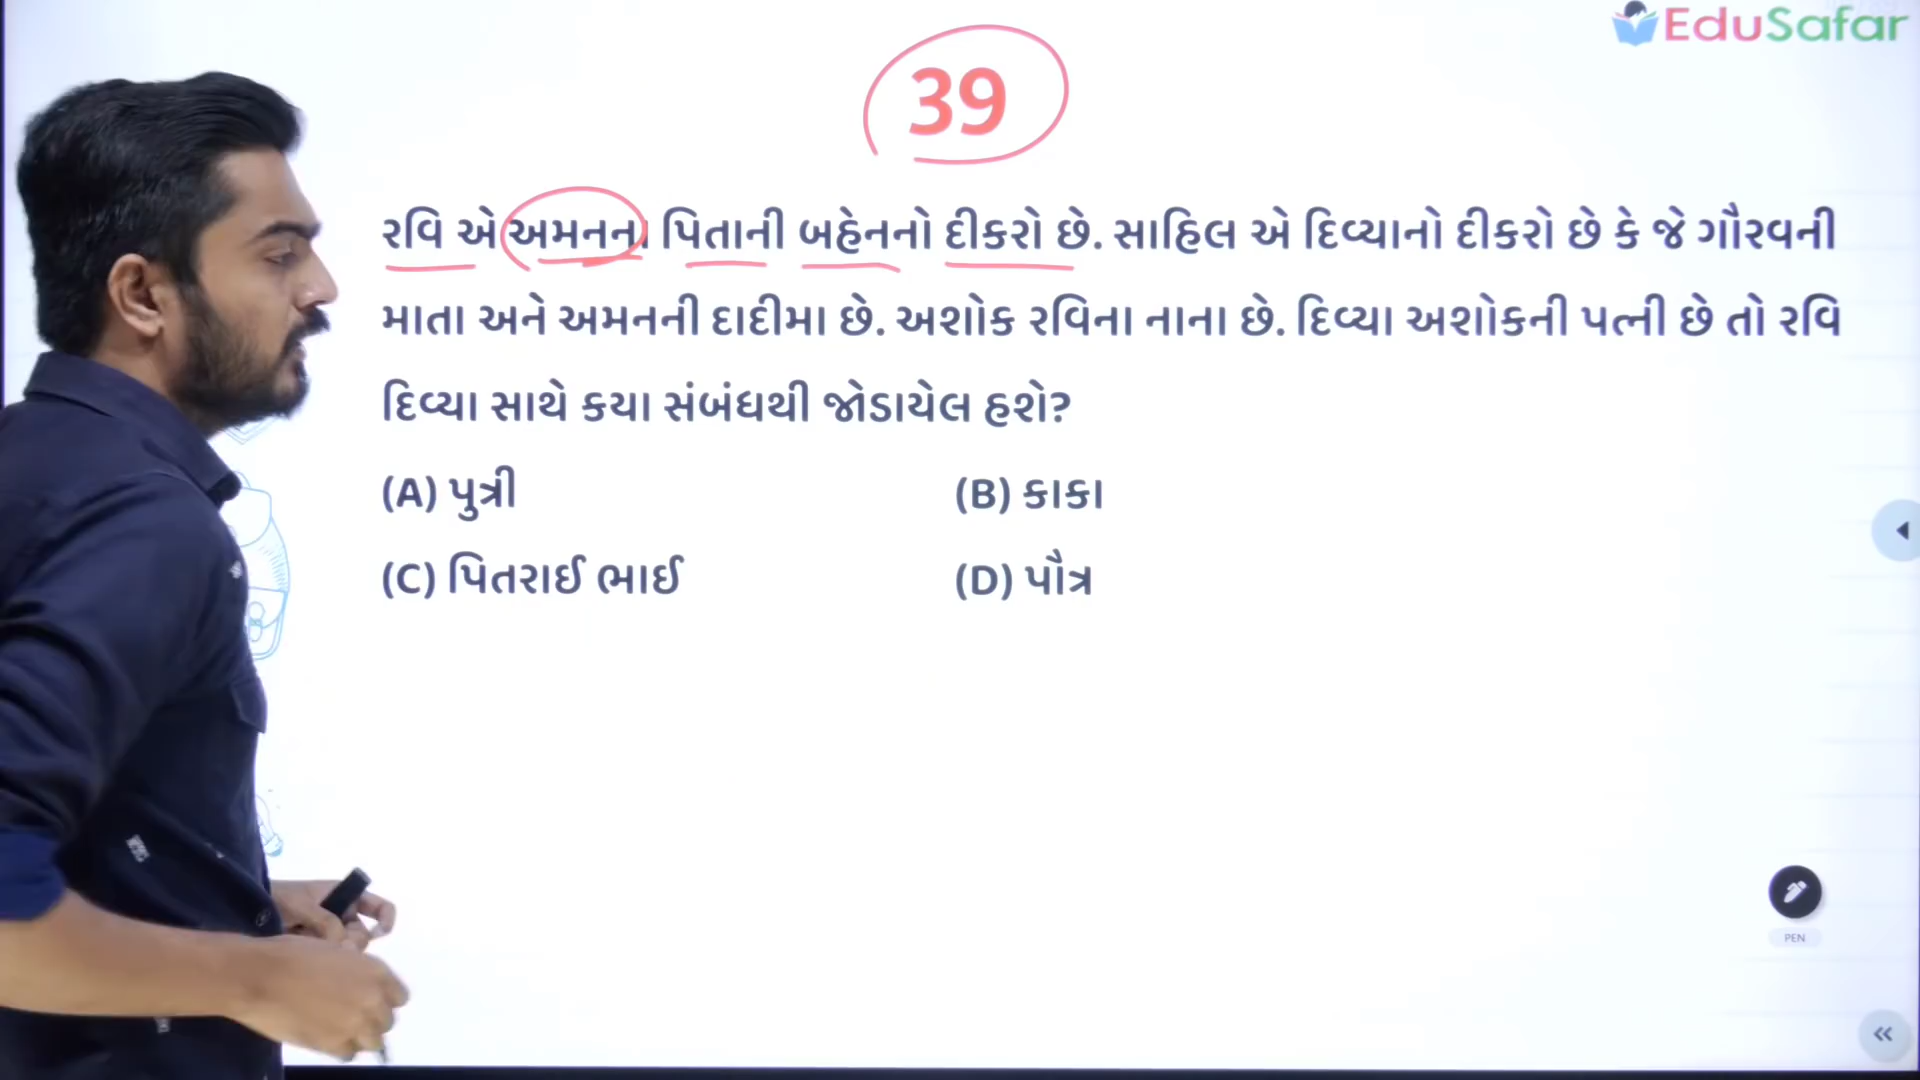 EduSafar
39
રવિ એ અમનના પિતાની બહેનનો દીકરો છે. સાહિલ એ દિવ્યાનો દીકરો છે કે જે ગૌરવની
માતા અને અમનની દાદીમા છે. અશોક રવિના નાના છે. દિવ્યા અશોકની પત્ની છે તો રવિ
દિવ્યા સાથે કયા સંબંધથી જોડાયેલ હશે?
(A) પુત્રી (B) કાકા
(C) પિતરાઈ ભાઈ (D) પૌત્ર
PEN